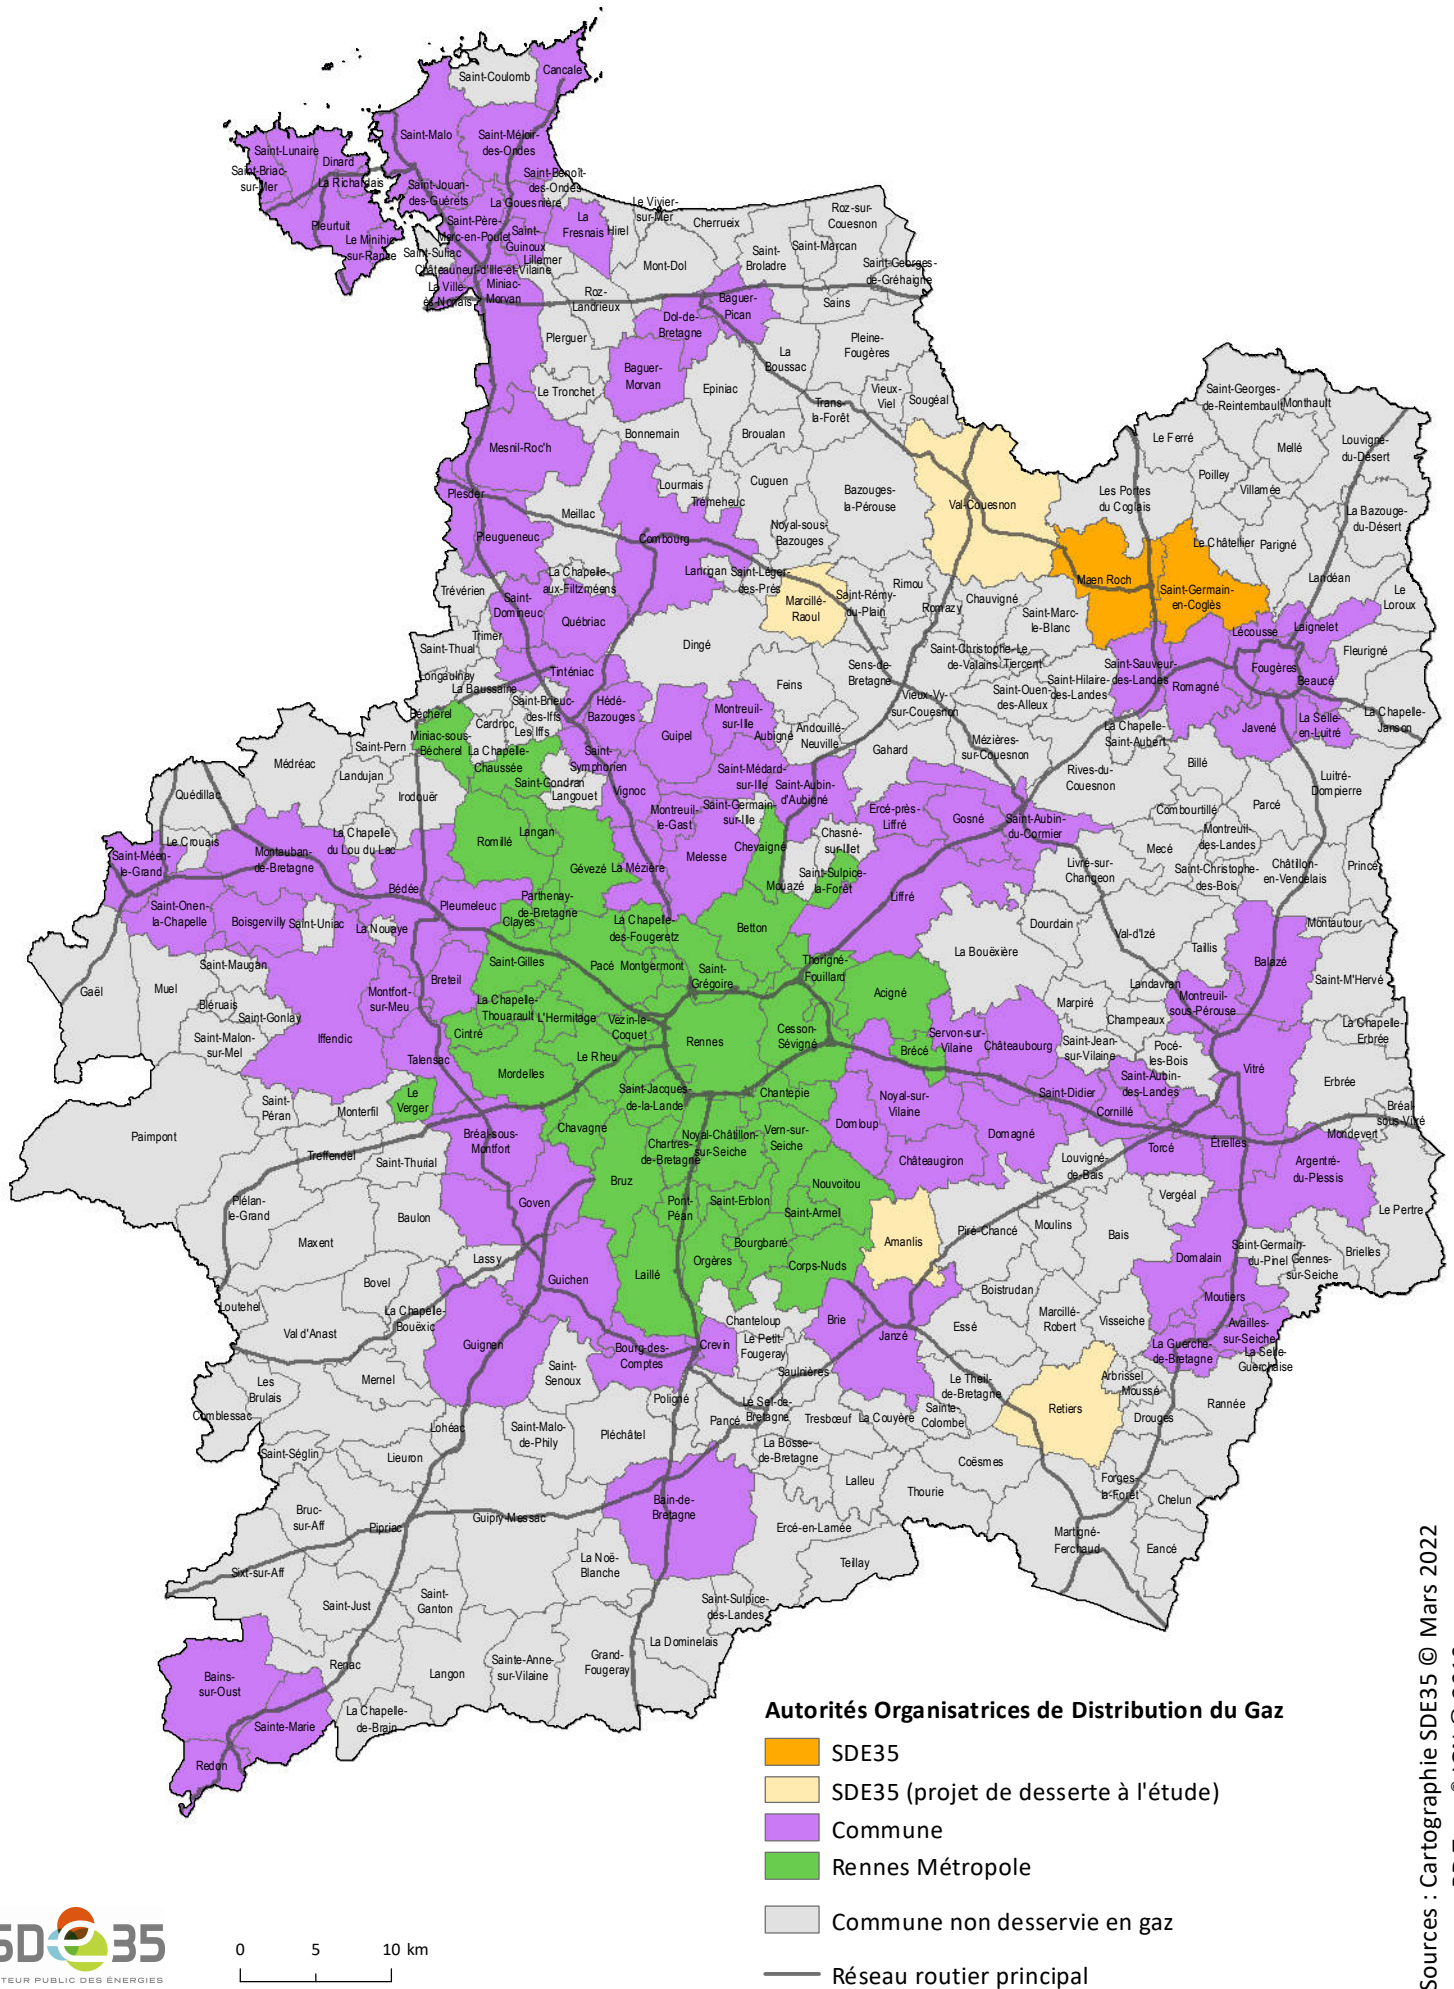 Saint-Coulomb
Cancale
Saint-Malo
Saint-Méloir-
des-Ondes
Saint-Lunaire
Dinard
Saint-Briac-
sur-Mer
La Richardais
Saint-Benoît-
des-Ondes
Saint-Jouan-
des-Guérets
La Gouesnière
Pleurtuit
Le Minihic-
sur-Rance
Saint-Père-
Marc-en-Poulet
Saint-
Guinoux
La
Fresnais
Hirel
Le Vivier-
sur-Mer
Cherrueix
Roz-sur-
Couesnon
Saint-Marcan
Saint-
Broladre
Saint-Georges-
de-Gréhaigne
Saint-Suliac
Lillemer
Châteauneuf-d'Ille-et-Vilaine
La Ville-
ès-Nonais
Miniac-
Morvan
Mont-Dol
Roz-
Landrieux
Baguer-
Pican
Sains
Dol-de-
Bretagne
Plerguer
Pleine-
Fougères
La
Boussac
Baguer-
Morvan
Le Tronchet
Epiniac
Vieux-
Viel
Sougéal
Trans-
la-Forêt
Saint-Georges-
de-Reintembault
Monthault
Le Ferré
Mellé
Louvigné-
du-Désert
Mesnil-Roc'h
Bonnemain
Broualan
Poilley
Villamée
Plesder
Lourmais
Trémeheuc
Cuguen
Bazouges-
la-Pérouse
Val-Couesnon
Les Portes
du Coglais
La Bazouge-
du-Désert
Meillac
Noyal-sous-
Bazouges
Pleugueneuc
Combourg
Le Châtellier
Parigné
La Chapelle-
aux-Filtzméens
Lanrigan
Saint-Léger-
des-Prés
Maen Roch
Saint-Germain-
en-Coglès
Landéan
Le
Loroux
Trévérien
Saint-
Domineuc
Québriac
Marcillé-
Raoul
Saint-Rémy-
du-Plain
Rimou
Romazy
Chauvigné
Saint-Marc-
le-Blanc
Lécousse
Laignelet
Fleurigné
Trimer
Saint-Thual
Dingé
Longaulnay
La Baussaine
Tinténiac
Feins
Sens-de-
Bretagne
Saint-Christophe-
de-Valains
Le
Tiercent
Saint-Hilaire-
des-Landes
Saint-Sauveur-
des-Landes
Romagné
Fougères
Beaucé
Saint-Ouen-
des-Alleux
Vieux-Vy-
sur-Couesnon
Bécherel
Miniac-sous-
Bécherel
Cardroc
Saint-Brieuc-
des-Iffs
Les Iffs
Hédé-
Bazouges
Montreuil-
sur-Ille
Guipel
Aubigné
Andouillé-
Neuville
Gahard
Mézières-
sur-Couesnon
La Chapelle-
Saint-Aubert
Javené
La Selle-
en-Luitré
La Chapelle-
Janson
Saint-Pern
La Chapelle-
Chaussée
Saint-
Symphorien
Saint-Gondran
Langouet
Médréac
Landujan
Irodouër
Vignoc
Saint-Médard-
sur-Ille
Saint-Aubin-
d'Aubigné
Billé
Rives-du-
Couesnon
Luitré-
Dompierre
Quédillac
Montreuil-
le-Gast
Saint-Germain-
sur-Ille
Ercé-près-
Liffré
Gosné
Saint-Aubin-
du-Cormier
Combourtillé
Parcé
Le Crouais
La Chapelle
du Lou du Lac
Romillé
Langan
Melesse
Chevaigné
Chasné-
sur-Illet
Mecé
Montreuil-
des-Landes
Saint-Méen-
le-Grand
Montauban-
de-Bretagne
Gévezé
La Mézière
Mouazé
Saint-Sulpice-
la-Forêt
Livré-sur-
Changeon
Saint-Christophe-
des-Bois
Châtillon-
en-Vendelais
Princé
Bédée
Pleumeleuc
Parthenay-
de-Bretagne
Liffré
Saint-Onen-
la-Chapelle
Boisgervilly
Saint-Uniac
La Nouaye
Clayes
La Chapelle-
des-Fougeretz
Betton
Dourdain
Val-d'Izé
Montautour
Saint-Maugan
Saint-Gilles
Pacé
Montgermont
Saint-
Grégoire
Thorigné-
Fouillard
La Bouëxière
Taillis
Balazé
Gaël
Muel
Montfort-
sur-Meu
Breteil
Acigné
Landavran
Saint-M'Hervé
Bléruais
Saint-Gonlay
La Chapelle-
Thouarault
L'Hermitage
Marpiré
Montreuil-
sous-Pérouse
Champeaux
Saint-Malon-
sur-Mel
Iffendic
Cintré
Vezin-le-
Coquet
Rennes
Cesson-
Sévigné
Servon-sur-
Vilaine
Châteaubourg
Saint-Jean-
sur-Vilaine
Pocé-
les-Bois
La Chapelle-
Erbrée
Talensac
Le Rheu
Brécé
Vitré
Mordelles
Saint-Aubin-
des-Landes
Erbrée
Saint-
Péran
Monterfil
Le
Verger
Saint-Jacques-
de-la-Lande
Chantepie
Noyal-sur-
Vilaine
Saint-Didier
Cornillé
Bréal-
sous-Vitré
Paimpont
Chavagne
Domloup
Mondevert
Bréal-sous-
Montfort
Chartres-
de-Bretagne
Noyal-Châtillon-
sur-Seiche
Vern-sur-
Seiche
Domagné
Torcé
Etrelles
Treffendel
Saint-Thurial
Châteaugiron
Louvigné-
de-Bais
Argentré-
du-Plessis
Bruz
Nouvoitou
Plélan-
le-Grand
Goven
Pont-
Péan
Saint-Erblon
Saint-Armel
Vergéal
Le Pertre
Baulon
Maxent
Amanlis
Piré-Chancé
Moulins
Bais
Lassy
Bourgbarré
Orgères
Corps-Nuds
Domalain
Saint-Germain-
du-Pinel
Gennes-
sur-Seiche
Brielles
Laillé
Guichen
Bovel
Boistrudan
Moutiers
Loutehel
La Chapelle-
Bouëxic
Chanteloup
Brie
Janzé
Essé
Marcillé-
Robert
Visseiche
Availles-
sur-Seiche
Val d'Anast
Guignen
Bourg-des-
Comptes
Crevin
Le Petit-
Fougeray
La Guerche-
de-Bretagne
La Selle-
Guerchaise
Saint-
Senoux
Saulnières
Mernel
Les
Brulais
Le Theil-
de-Bretagne
Arbrissel
Moussé
Rannée
Poligné
Le Sel-de-
Bretagne
Comblessac
Lohéac
Saint-Malo-
de-Phily
Pléchâtel
Pancé
Tresbœuf
La Couyère
Sainte-
Colombe
Retiers
Drouges
Saint-Séglin
Lieuron
La Bosse-
de-Bretagne
Coësmes
Lalleu
Thourie
Forges-
la-Forêt
Chelun
Bruc-
sur-Aff
Pipriac
Guipry-Messac
Bain-de-
Bretagne
Ercé-en-Lamée
Martigné-
Ferchaud
Eancé
Teillay
Sixt-sur-Aff
La Noë-
Blanche
Saint-Just
Saint-
Ganton
Saint-Sulpice-
des-Landes
La Dominelais
Renac
Bains-
sur-Oust
Langon
Sainte-Anne-
sur-Vilaine
Grand-
Fougeray
Sainte-Marie
La Chapelle-
de-Brain
Redon
Autorités Organisatrices de Distribution du Gaz
SDE35
SDE35 (projet de desserte à l'étude)
Commune
Rennes Métropole
Commune non desservie en gaz
Réseau routier principal
SDE35
TEUR PUBLIC DES ÉNERGIES
0 5 10 km
Sources : Cartographie SDE35 © Mars 2022